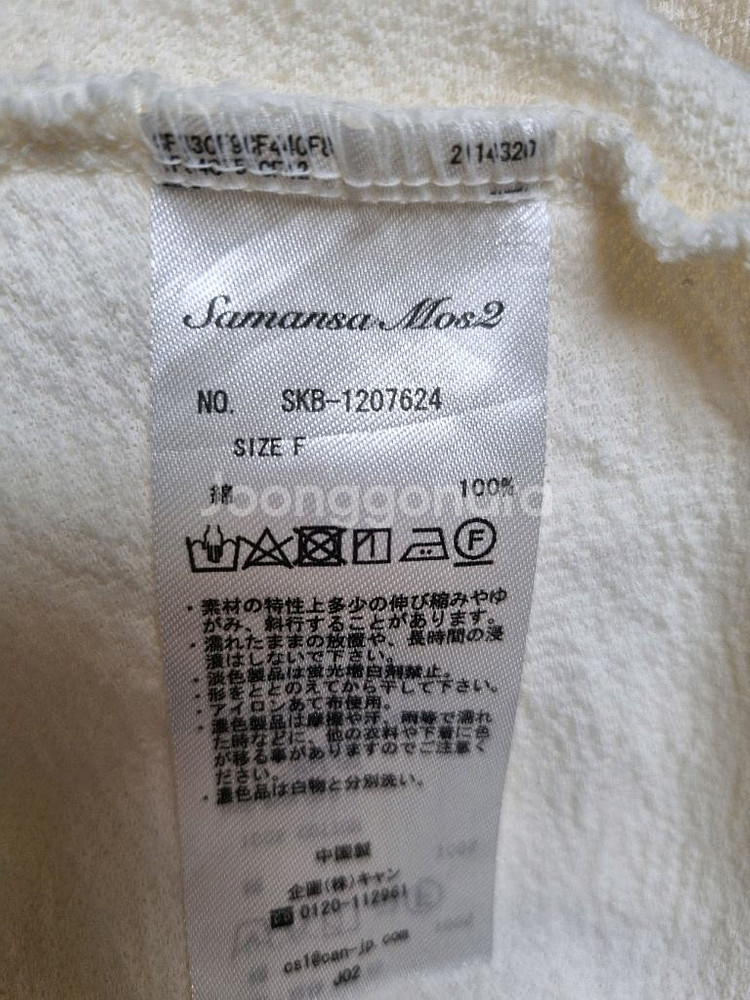 2114320
Samansa Mos2
NO. SKB-1207624
SIZE F
綿 100%
Joonggonara
F
・素材の特性上多少の伸び縮みやゆ
がみ、斜行することがあります。
・濡れたままの放置や、長時間の浸
漬はしないで下さい。
・淡色製品は蛍光増白剤禁止。
・形をととのえてから干して下さい。
・アイロンあて布使用。
・濃色製品は摩擦や汗、雨等で濡れ
た時などに、他の衣料や下着に色
が移る事がありますのでご注意く
ださい。
・濃色品は白物と分別洗い。
中国製
企画(株)キャン
☎0120-112961
cs1@can-jp.com
J02